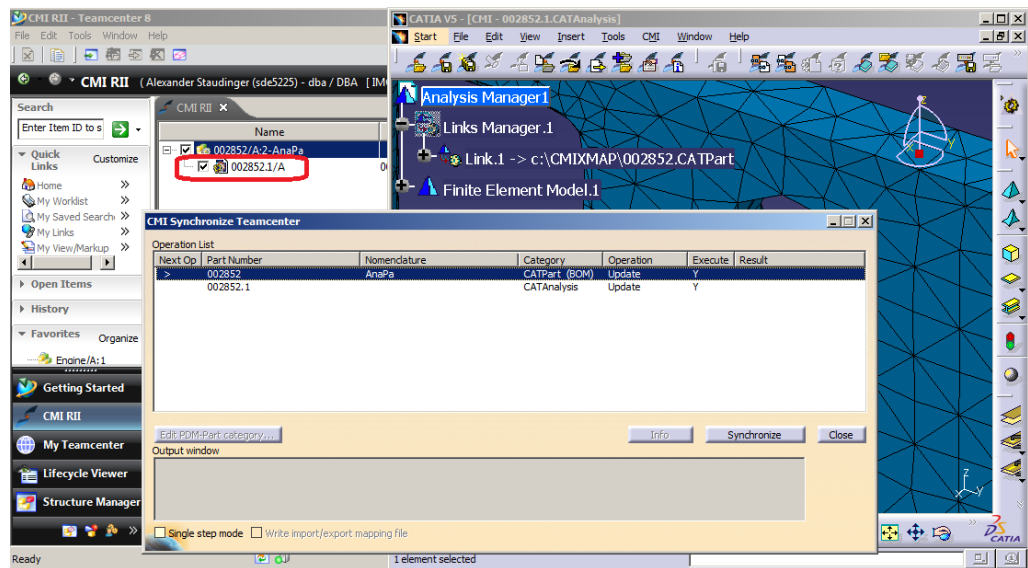 CMI RII - Teamcenter 8
File Edit Tools Window Help
CMI RII ( Alexander Staudinger (sde5225) - dba / DBA [ IM
Search
Enter Item ID to s
Quick Links Customize
Home
My Worklist
My Saved Search
My Links
My View/Markup
Open Items
History
Favorites Organize
Engine/A:1
Getting Started
CMI RII
My Teamcenter
Lifecycle Viewer
Structure Manager
Ready
CMI RII
Name
002852/A:2-AnaPa
002852.1/A 00
CATIA V5 - [CMI - 002852.1.CATAnalysis]
Start File Edit View Insert Tools CMI Window Help
Analysis Manager1
Links Manager.1
Link.1 -> c:\CMIXMAP\002852.CATPart
Finite Element Model.1
z
y
CMI Synchronize Teamcenter
Operation List
Next Op Part Number Nomenclature Category Operation Execute Result
> 002852 AnaPa CATPart (BOM) Update Y
002852.1 CATAnalysis Update Y
Edit PDM-Part category... Info Synchronize Close
Output window
Single step mode Write import/export mapping file
z
x y
CATIA
1 element selected